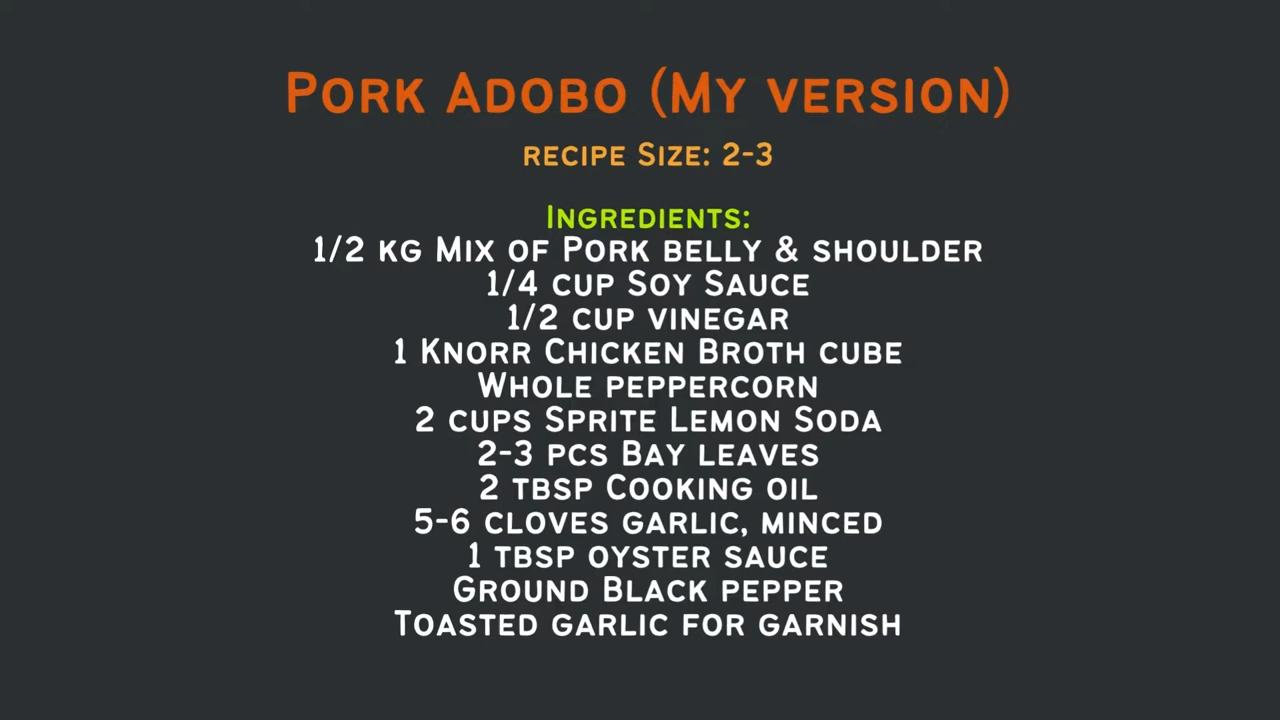 Pork Adobo (My version)
recipe Size: 2-3
Ingredients:
1/2 kg Mix of Pork belly & shoulder
1/4 cup Soy Sauce
1/2 cup vinegar
1 Knorr Chicken Broth cube
Whole peppercorn
2 cups Sprite Lemon Soda
2-3 pcs Bay leaves
2 tbsp Cooking oil
5-6 cloves garlic, minced
1 tbsp oyster sauce
Ground Black pepper
Toasted garlic for garnish